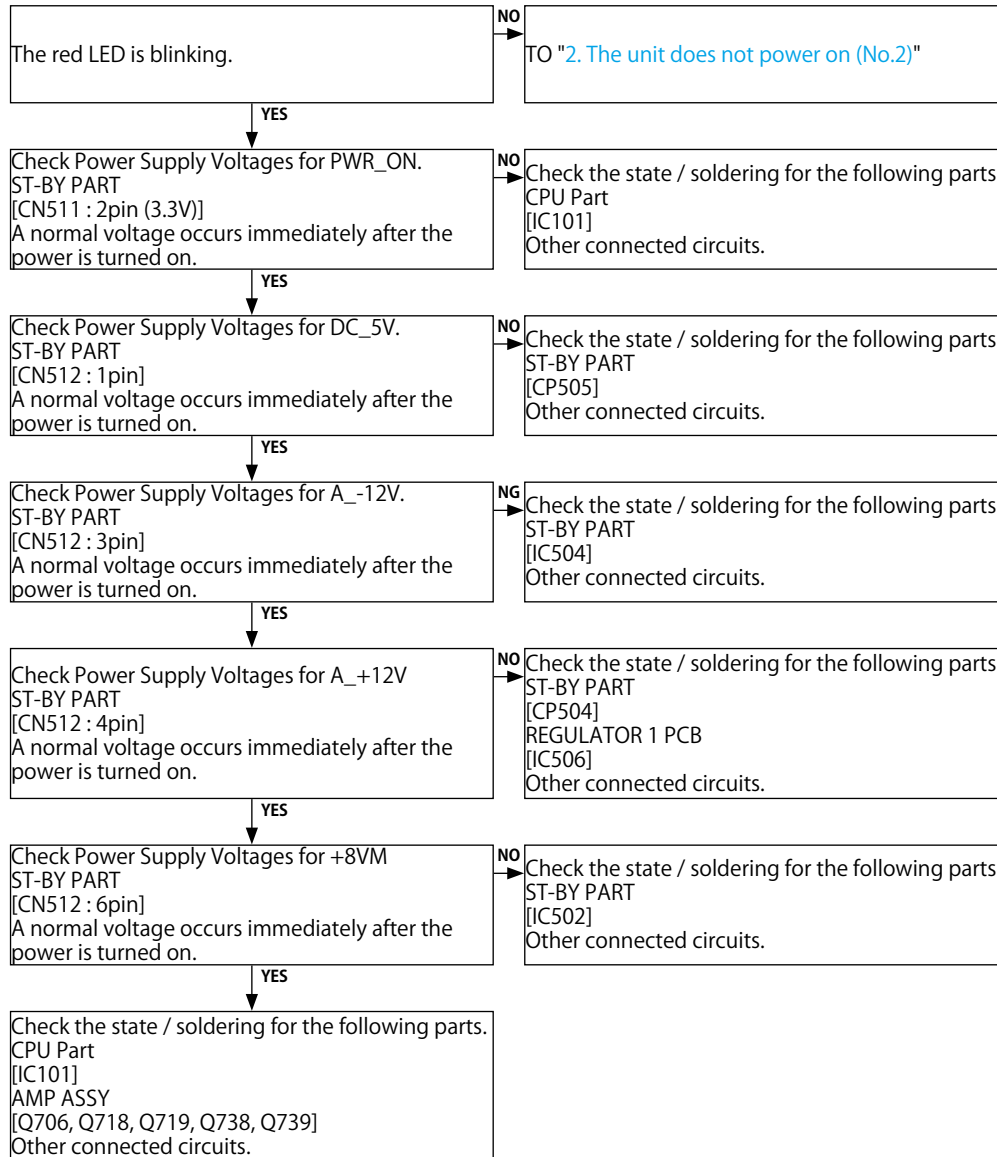 The red LED is blinking.
NO
TO "2. The unit does not power on (No.2)"
YES
Check Power Supply Voltages for PWR_ON.
ST-BY PART
[CN511 : 2pin (3.3V)]
A normal voltage occurs immediately after the
power is turned on.
NO
Check the state / soldering for the following parts
CPU Part
[IC101]
Other connected circuits.
YES
Check Power Supply Voltages for DC_5V.
ST-BY PART
[CN512 : 1pin]
A normal voltage occurs immediately after the
power is turned on.
NO
Check the state / soldering for the following parts
ST-BY PART
[CP505]
Other connected circuits.
YES
Check Power Supply Voltages for A_-12V.
ST-BY PART
[CN512 : 3pin]
A normal voltage occurs immediately after the
power is turned on.
NG
Check the state / soldering for the following parts
ST-BY PART
[IC504]
Other connected circuits.
YES
Check Power Supply Voltages for A_+12V
ST-BY PART
[CN512 : 4pin]
A normal voltage occurs immediately after the
power is turned on.
NO
Check the state / soldering for the following parts
ST-BY PART
[CP504]
REGULATOR 1 PCB
[IC506]
Other connected circuits.
YES
Check Power Supply Voltages for +8VM
ST-BY PART
[CN512 : 6pin]
A normal voltage occurs immediately after the
power is turned on.
NO
Check the state / soldering for the following parts
ST-BY PART
[IC502]
Other connected circuits.
YES
Check the state / soldering for the following parts.
CPU Part
[IC101]
AMP ASSY
[Q706, Q718, Q719, Q738, Q739]
Other connected circuits.